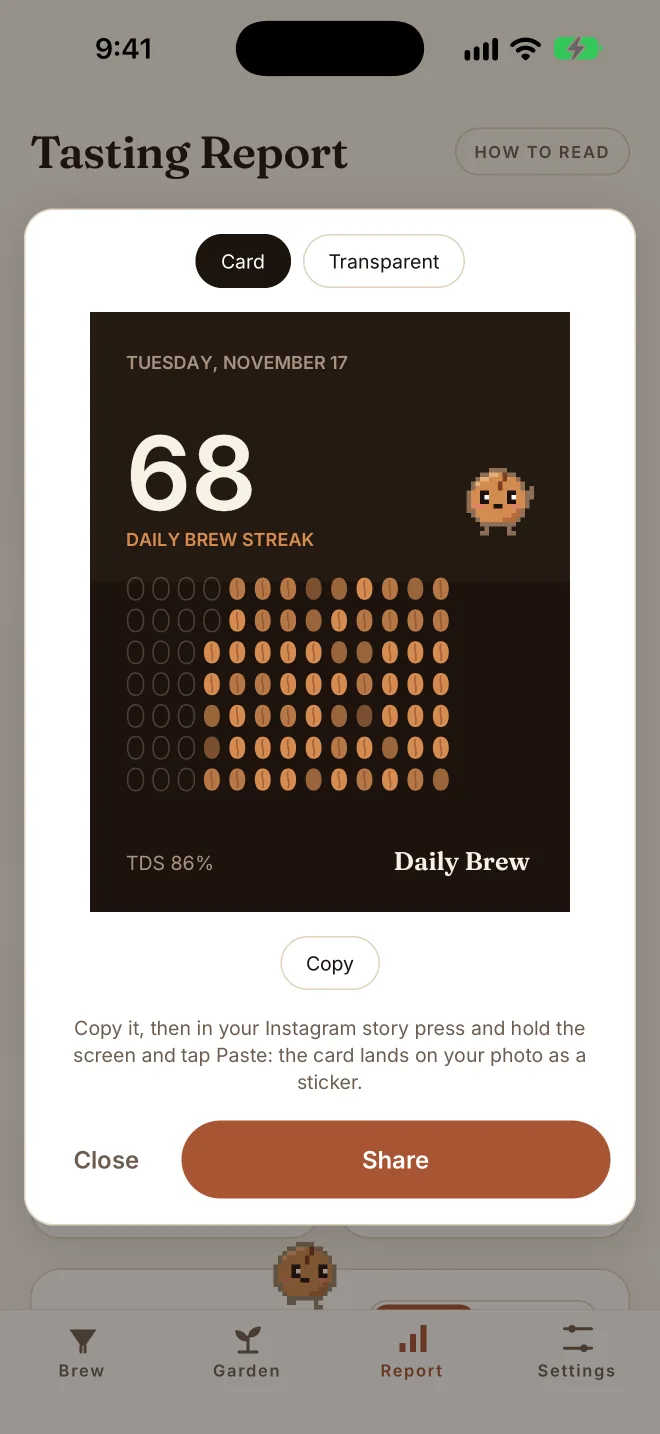 9:41
Tasting Report
HOW TO READ
Card
Transparent
TUESDAY, NOVEMBER 17
68
DAILY BREW STREAK
TDS 86%
Daily Brew
Copy
Copy it, then in your Instagram story press and hold the
screen and tap Paste: the card lands on your photo as a
sticker.
Close
Share
Brew
Garden
Report
Settings